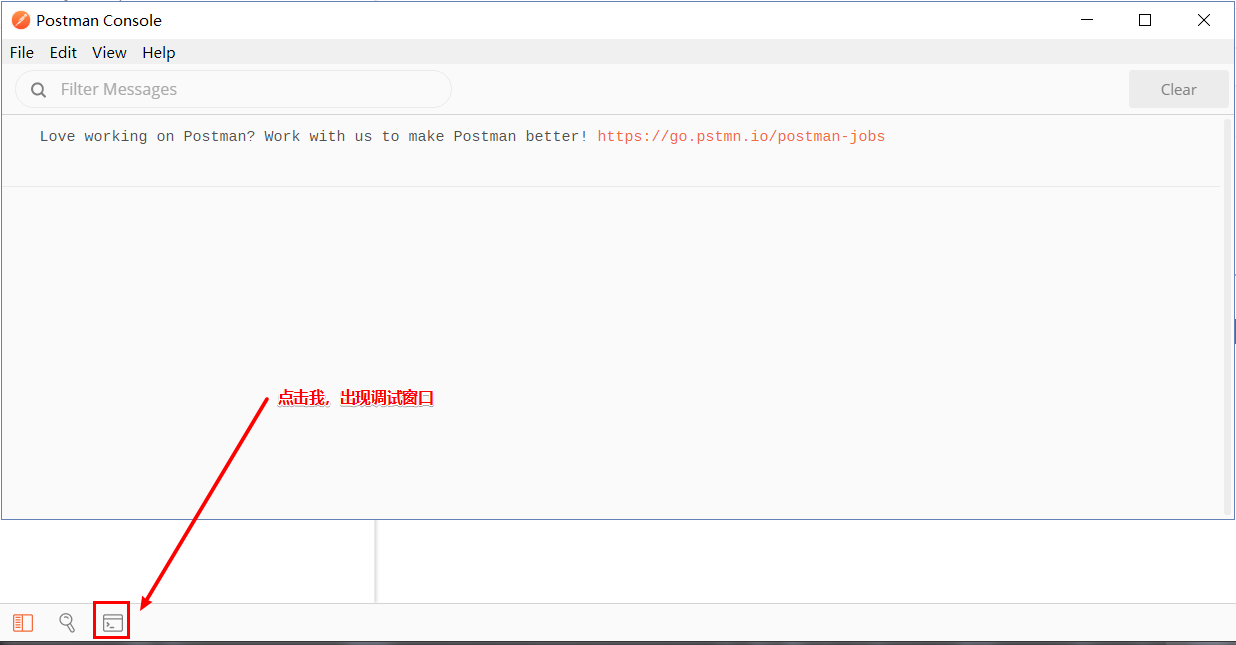 Postman Console
File Edit View Help
Filter Messages
Clear
Love working on Postman? Work with us to make Postman better! https://go.pstmn.io/postman-jobs
点击我，出现调试窗口